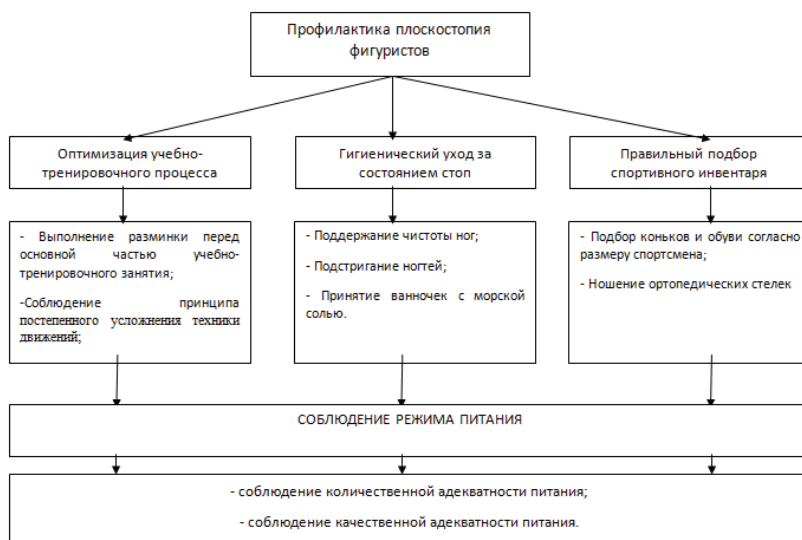 Профилактика плоскостопия
фигуристов
Оптимизация учебно-
тренировочного процесса
Гигиенический уход за
состоянием стоп
Правильный подбор
спортивного инвентаря
- Выполнение разминки перед
основной частью учебно-
тренировочного занятия;
-Соблюдение принципа
постепенного усложнения техники
движений;
- Поддержание чистоты ног;
- Подстригание ногтей;
- Принятие ванночек с морской
солью.
- Подбор коньков и обуви согласно
размеру спортсмена;
- Ношение ортопедических стелек
СОБЛЮДЕНИЕ РЕЖИМА ПИТАНИЯ
- соблюдение количественной адекватности питания;
- соблюдение качественной адекватности питания.